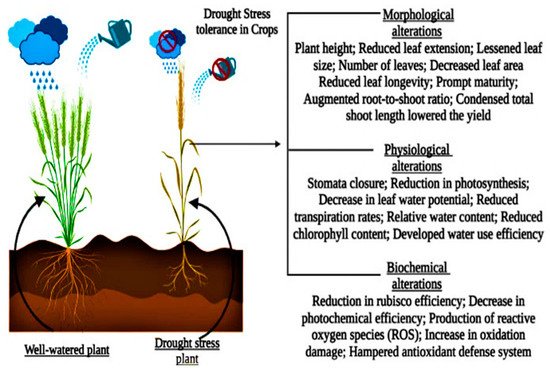 Drought Stress
tolerance in Crops
Well-watered plant
Drought stress
plant
Morphological
alterations
Plant height; Reduced leaf extension; Lessened leaf
size; Number of leaves; Decreased leaf area
Reduced leaf longevity; Prompt maturity;
Augmented root-to-shoot ratio; Condensed total
shoot length lowered the yield
Physiological
alterations
Stomata closure; Reduction in photosynthesis;
Decrease in leaf water potential; Reduced
transpiration rates; Relative water content; Reduced
chlorophyll content; Developed water use efficiency
Biochemical
alterations
Reduction in rubisco efficiency; Decrease in
photochemical efficiency; Production of reactive
oxygen species (ROS); Increase in oxidation
damage; Hampered antioxidant defense system